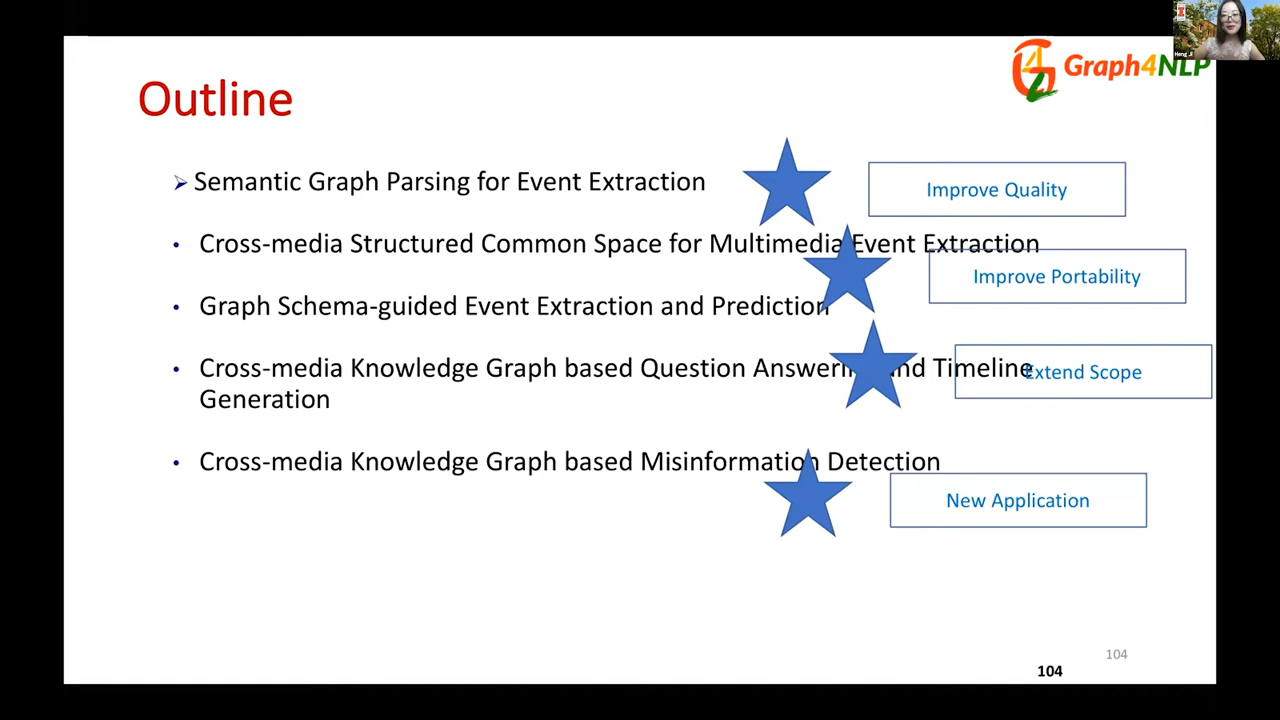 Outline
Graph4NLP
Heng Ji
➢ Semantic Graph Parsing for Event Extraction
Improve Quality
• Cross-media Structured Common Space for Multimedia Event Extraction
Improve Portability
• Graph Schema-guided Event Extraction and Prediction
• Cross-media Knowledge Graph based Question Answering and Timeline
Generation
Extend Scope
• Cross-media Knowledge Graph based Misinformation Detection
New Application
104
104